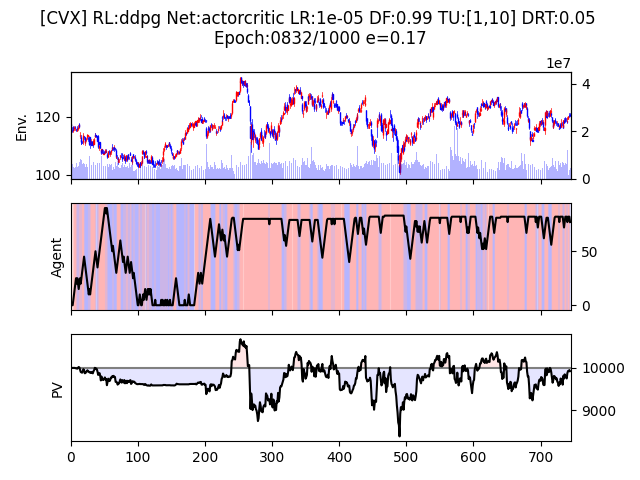 [CVX] RL:ddpg Net:actorcritic LR:1e-05 DF:0.99 TU:[1,10] DRT:0.05
Epoch:0832/1000 e=0.17
1e7
Env.
120
100
4
2
0
Agent
50
0
PV
10000
9000
0 100 200 300 400 500 600 700